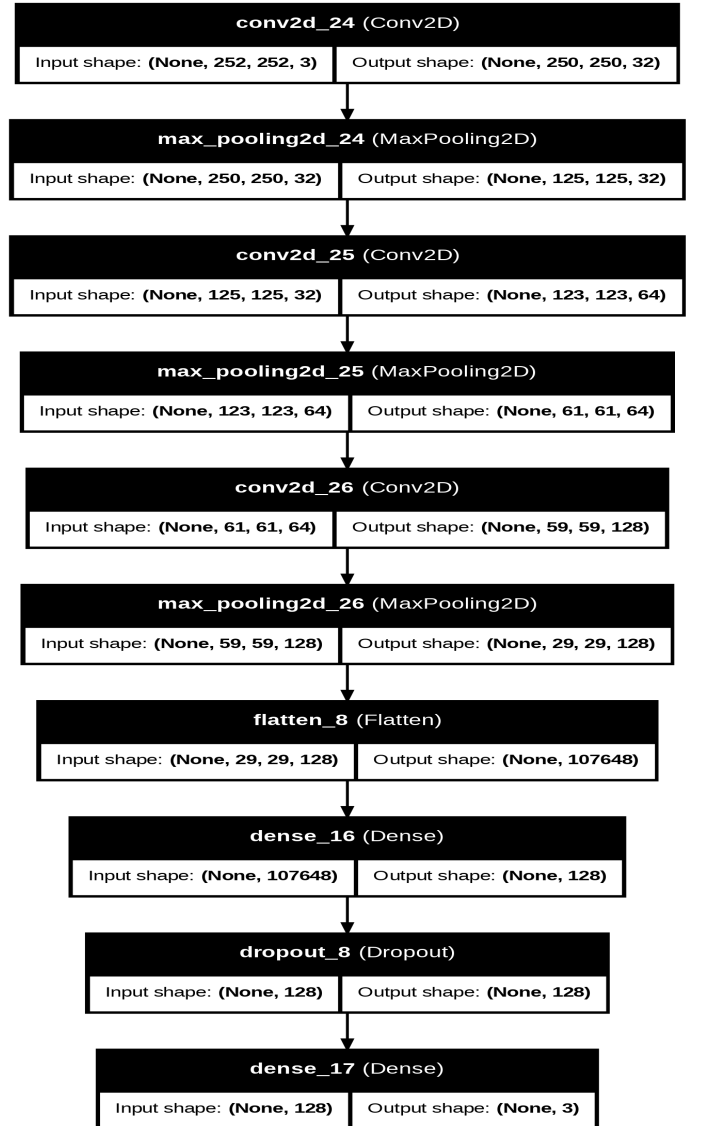 conv2d_24 (Conv2D)
Input shape: (None, 252, 252, 3) Output shape: (None, 250, 250, 32)
max_pooling2d_24 (MaxPooling2D)
Input shape: (None, 250, 250, 32) Output shape: (None, 125, 125, 32)
conv2d_25 (Conv2D)
Input shape: (None, 125, 125, 32) Output shape: (None, 123, 123, 64)
max_pooling2d_25 (MaxPooling2D)
Input shape: (None, 123, 123, 64) Output shape: (None, 61, 61, 64)
conv2d_26 (Conv2D)
Input shape: (None, 61, 61, 64) Output shape: (None, 59, 59, 128)
max_pooling2d_26 (MaxPooling2D)
Input shape: (None, 59, 59, 128) Output shape: (None, 29, 29, 128)
flatten_8 (Flatten)
Input shape: (None, 29, 29, 128) Output shape: (None, 107648)
dense_16 (Dense)
Input shape: (None, 107648) Output shape: (None, 128)
dropout_8 (Dropout)
Input shape: (None, 128) Output shape: (None, 128)
dense_17 (Dense)
Input shape: (None, 128) Output shape: (None, 3)